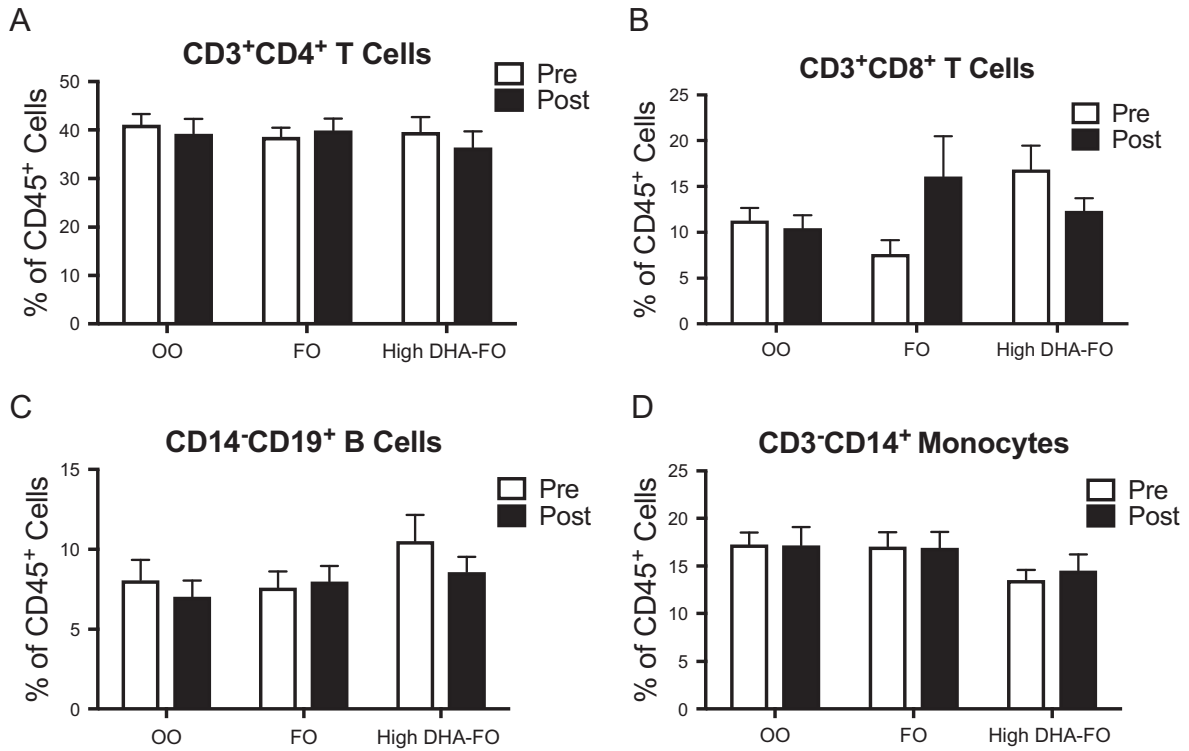 A
CD3⁺CD4⁺ T Cells
Pre
Post
% of CD45⁺ Cells
50
40
30
20
10
0
OO FO High DHA-FO
B
CD3⁺CD8⁺ T Cells
Pre
Post
% of CD45⁺ Cells
25
20
15
10
5
0
OO FO High DHA-FO
C
CD14⁻CD19⁺ B Cells
Pre
Post
% of CD45⁺ Cells
15
10
5
0
OO FO High DHA-FO
D
CD3⁻CD14⁺ Monocytes
Pre
Post
% of CD45⁺ Cells
25
20
15
10
5
0
OO FO High DHA-FO